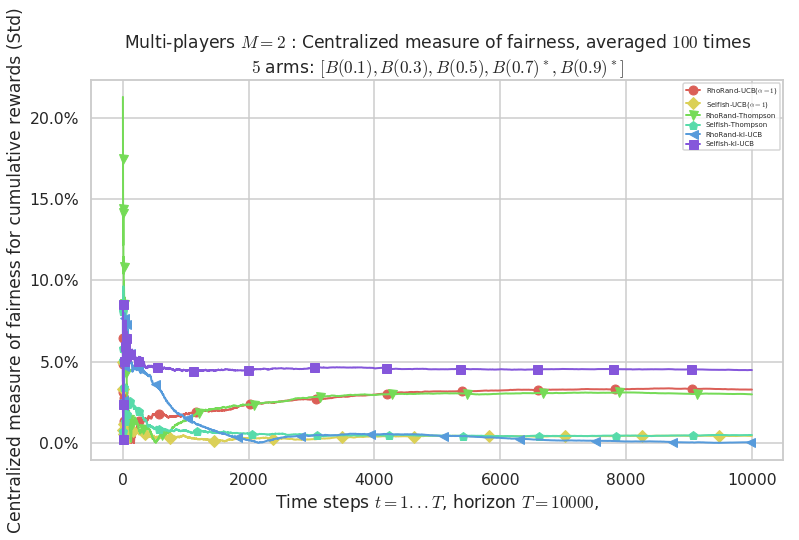 Multi-players M = 2 : Centralized measure of fairness, averaged 100 times
5 arms: [B(0.1), B(0.3), B(0.5), B(0.7)*, B(0.9)*]
Centralized measure of fairness for cumulative rewards (Std)
20.0%
15.0%
10.0%
5.0%
0.0%
RhoRand-UCB(α=1)
Selfish-UCB(α=1)
RhoRand-Thompson
Selfish-Thompson
RhoRand-kl-UCB
Selfish-kl-UCB
0
2000
4000
6000
8000
10000
Time steps t = 1...T, horizon T = 10000,